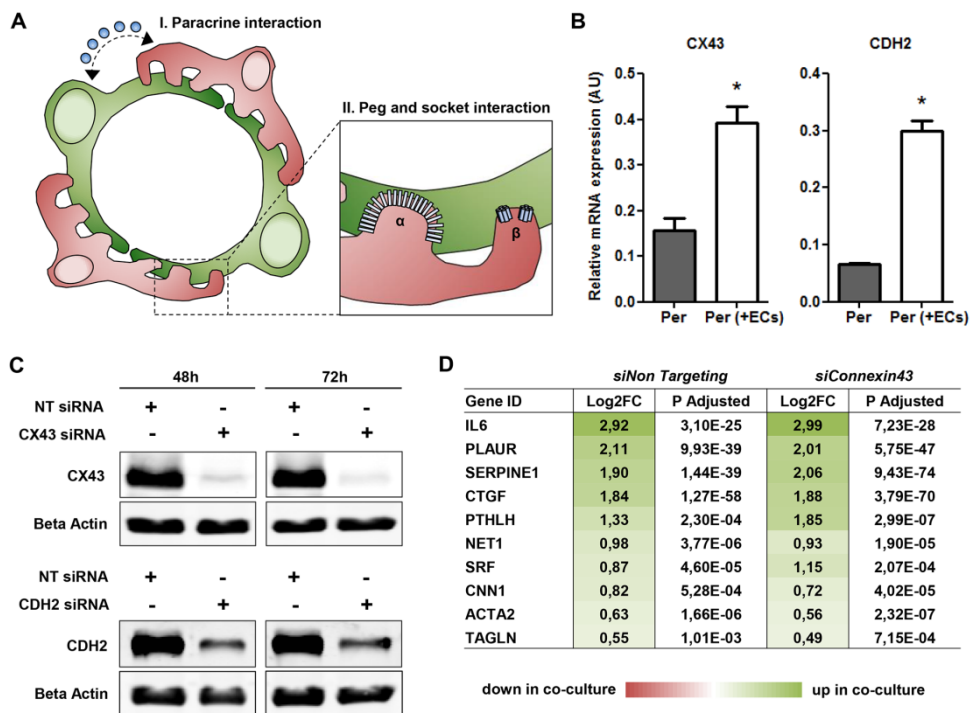 A
I. Paracrine interaction
II. Peg and socket interaction
α
β
B
CX43
CDH2
Relative mRNA expression (AU)
0.5
0.4
0.3
0.2
0.1
0.0
*
Per
Per (+ECs)
0.4
0.3
0.2
0.1
0.0
*
Per
Per (+ECs)
C
48h
72h
NT siRNA + - + -
CX43 siRNA - + - +
CX43
Beta Actin
NT siRNA + - + -
CDH2 siRNA - + - +
CDH2
Beta Actin
D
siNon Targeting siConnexin43
Gene ID Log2FC P Adjusted Log2FC P Adjusted
IL6 2,92 3,10E-25 2,99 7,23E-28
PLAUR 2,11 9,93E-39 2,01 5,75E-47
SERPINE1 1,90 1,44E-39 2,06 9,43E-74
CTGF 1,84 1,27E-58 1,88 3,79E-70
PTHLH 1,33 2,30E-04 1,85 2,99E-07
NET1 0,98 3,77E-06 0,93 1,90E-05
SRF 0,87 4,60E-05 1,15 2,07E-04
CNN1 0,82 5,28E-04 0,72 4,02E-05
ACTA2 0,63 1,66E-06 0,56 2,32E-07
TAGLN 0,55 1,01E-03 0,49 7,15E-04
down in co-culture up in co-culture